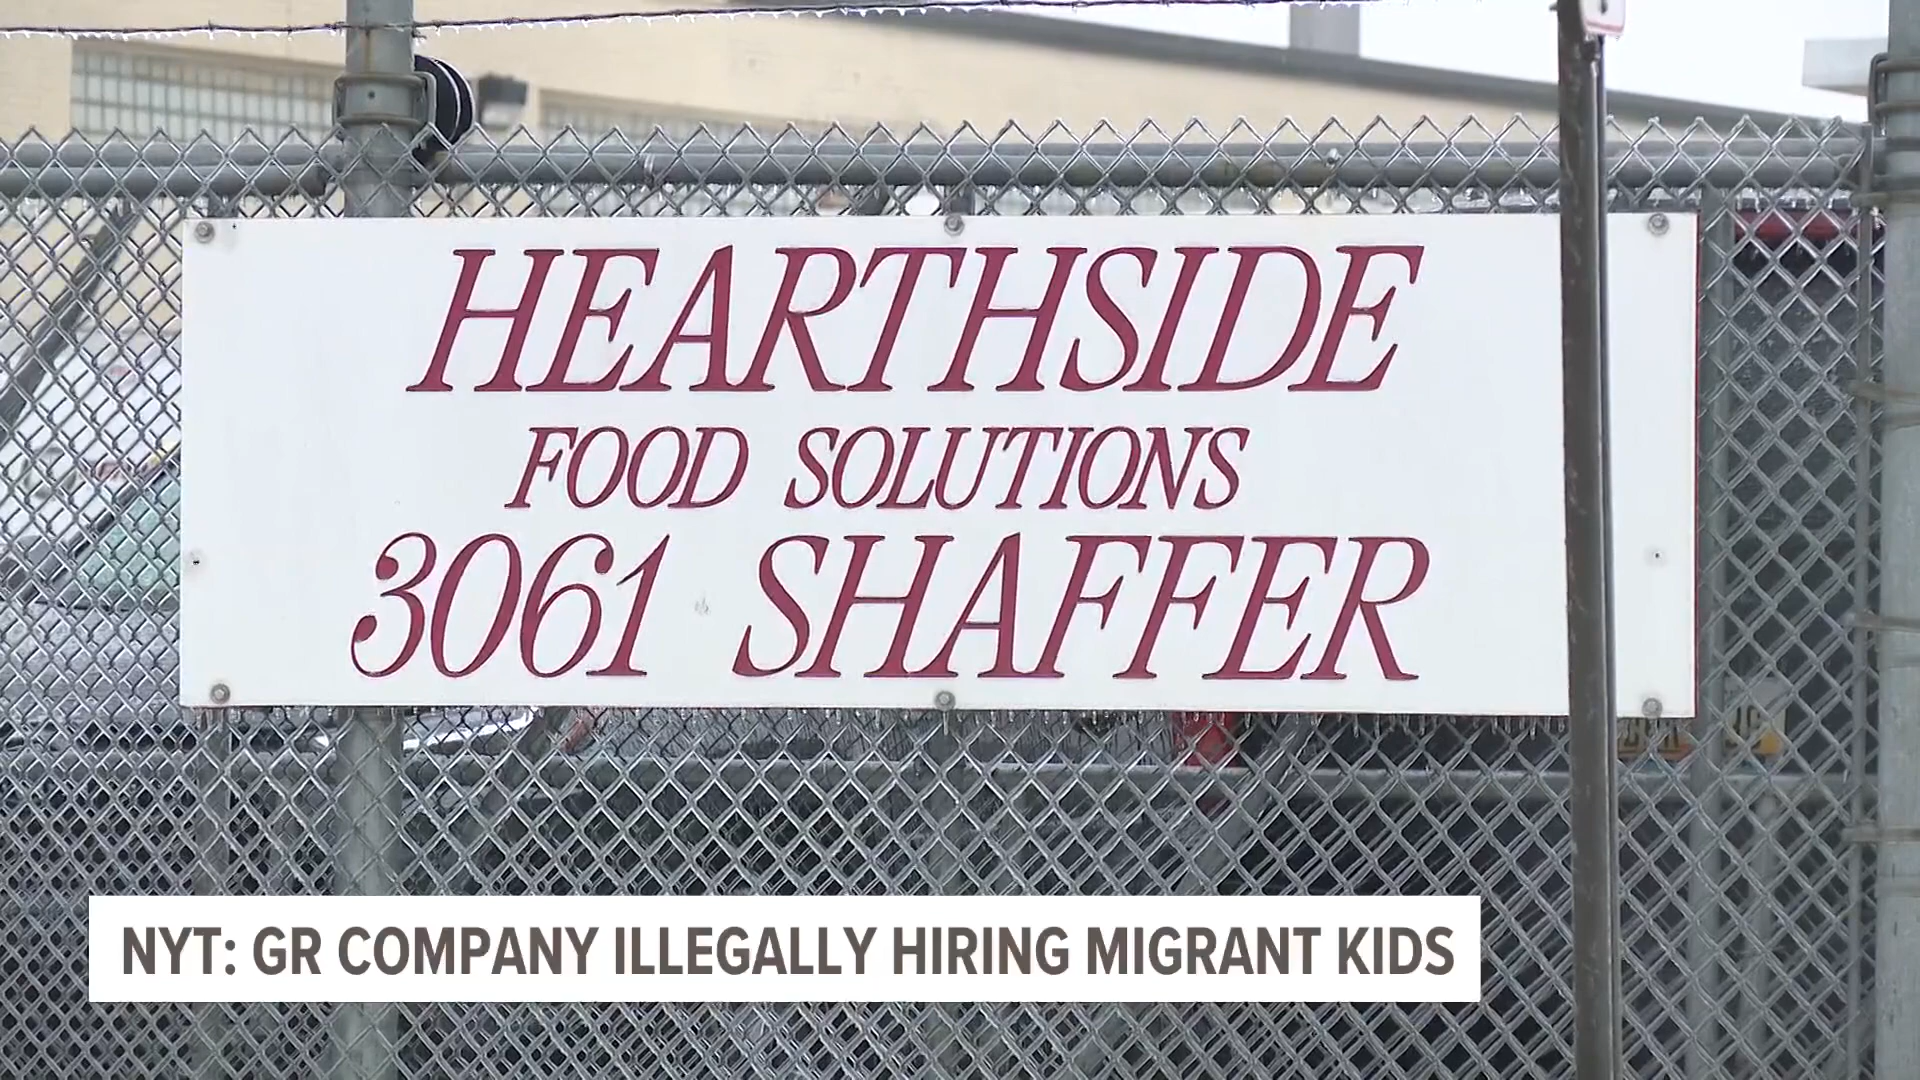 HEARTHSIDE
FOOD SOLUTIONS
3061 SHAFFER
NYT: GR COMPANY ILLEGALLY HIRING MIGRANT KIDS